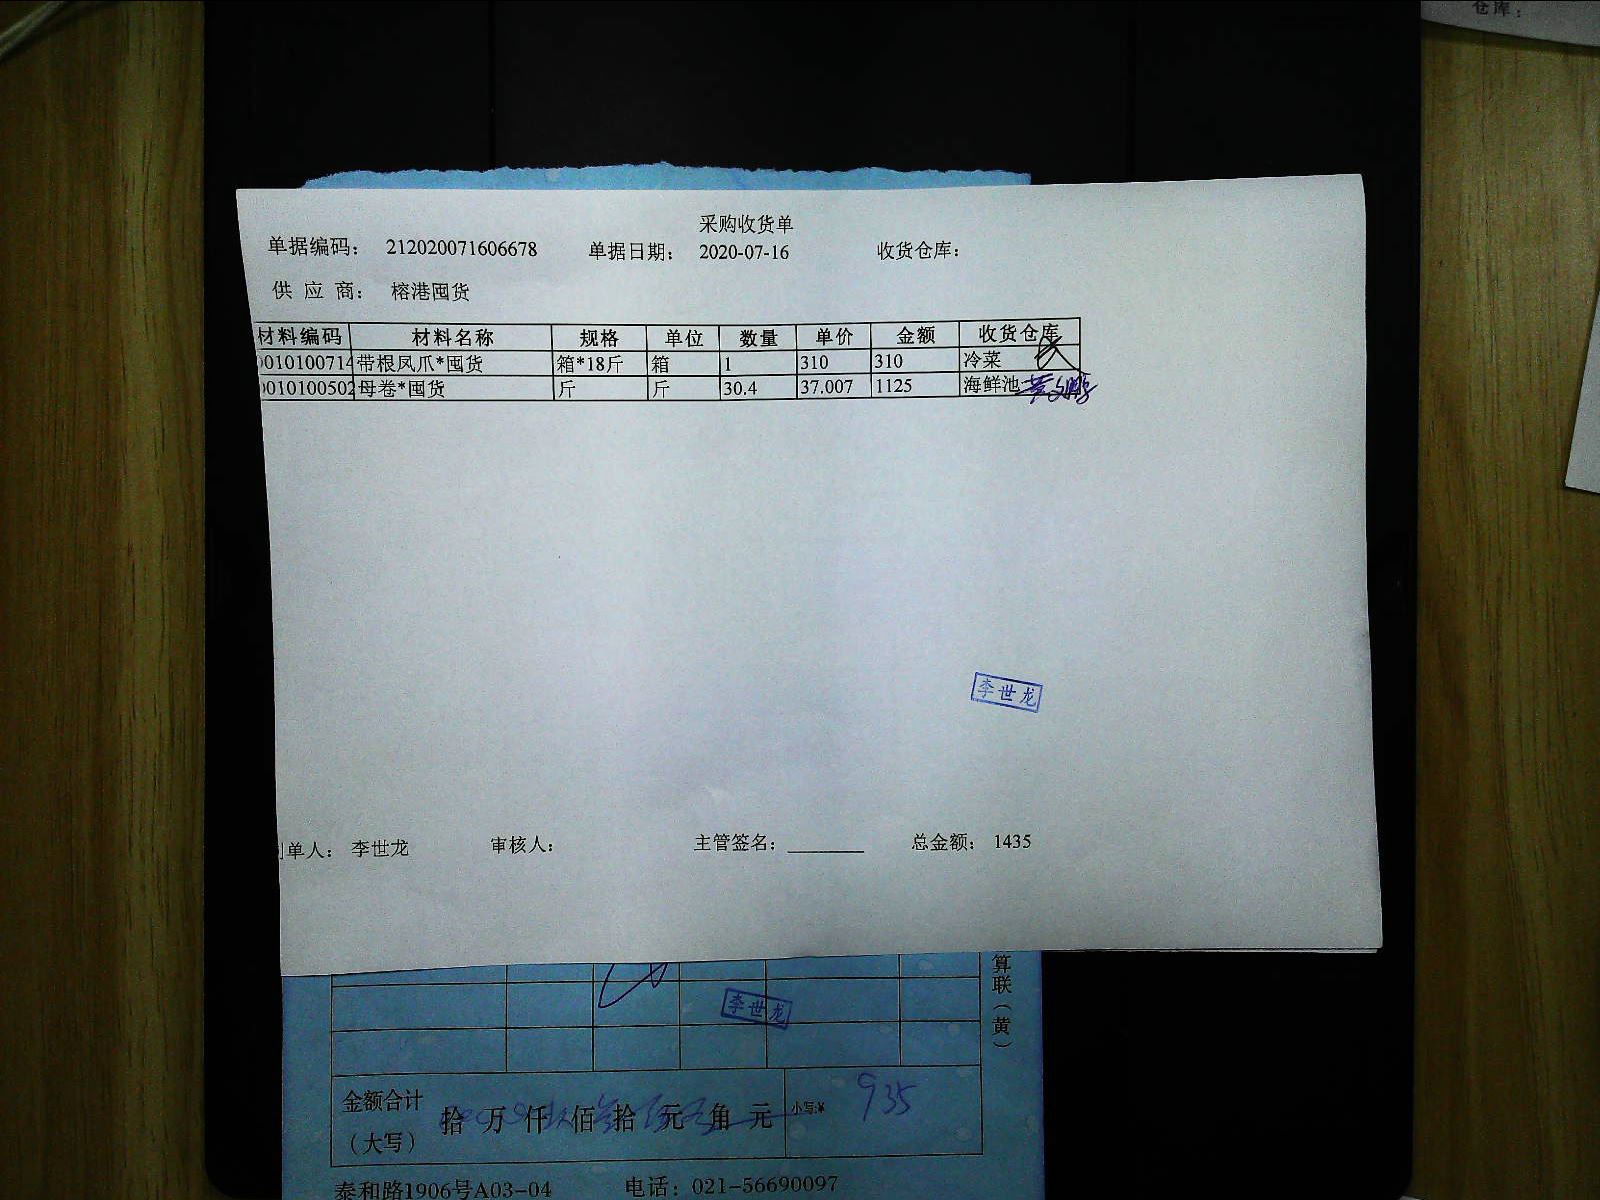 仓库：
采购收货单
单据编码： 212020071606678 单据日期： 2020-07-16 收货仓库：
供 应 商： 榕港囤货
材料编码 材料名称 规格 单位 数量 单价 金额 收货仓库
0010100714 带根凤爪*囤货 箱*18斤 箱 1 310 310 冷菜
0010100502 母卷*囤货 斤 斤 30.4 37.007 1125 海鲜池
李世龙
单人： 李世龙 审核人： 主管签名： 总金额： 1435
算联（黄）
李世龙
金额合计（大写） 拾 万 仟 佰 拾 元 角 元 小写:¥ 935
泰和路1906号A03-04 电话：021-56690097